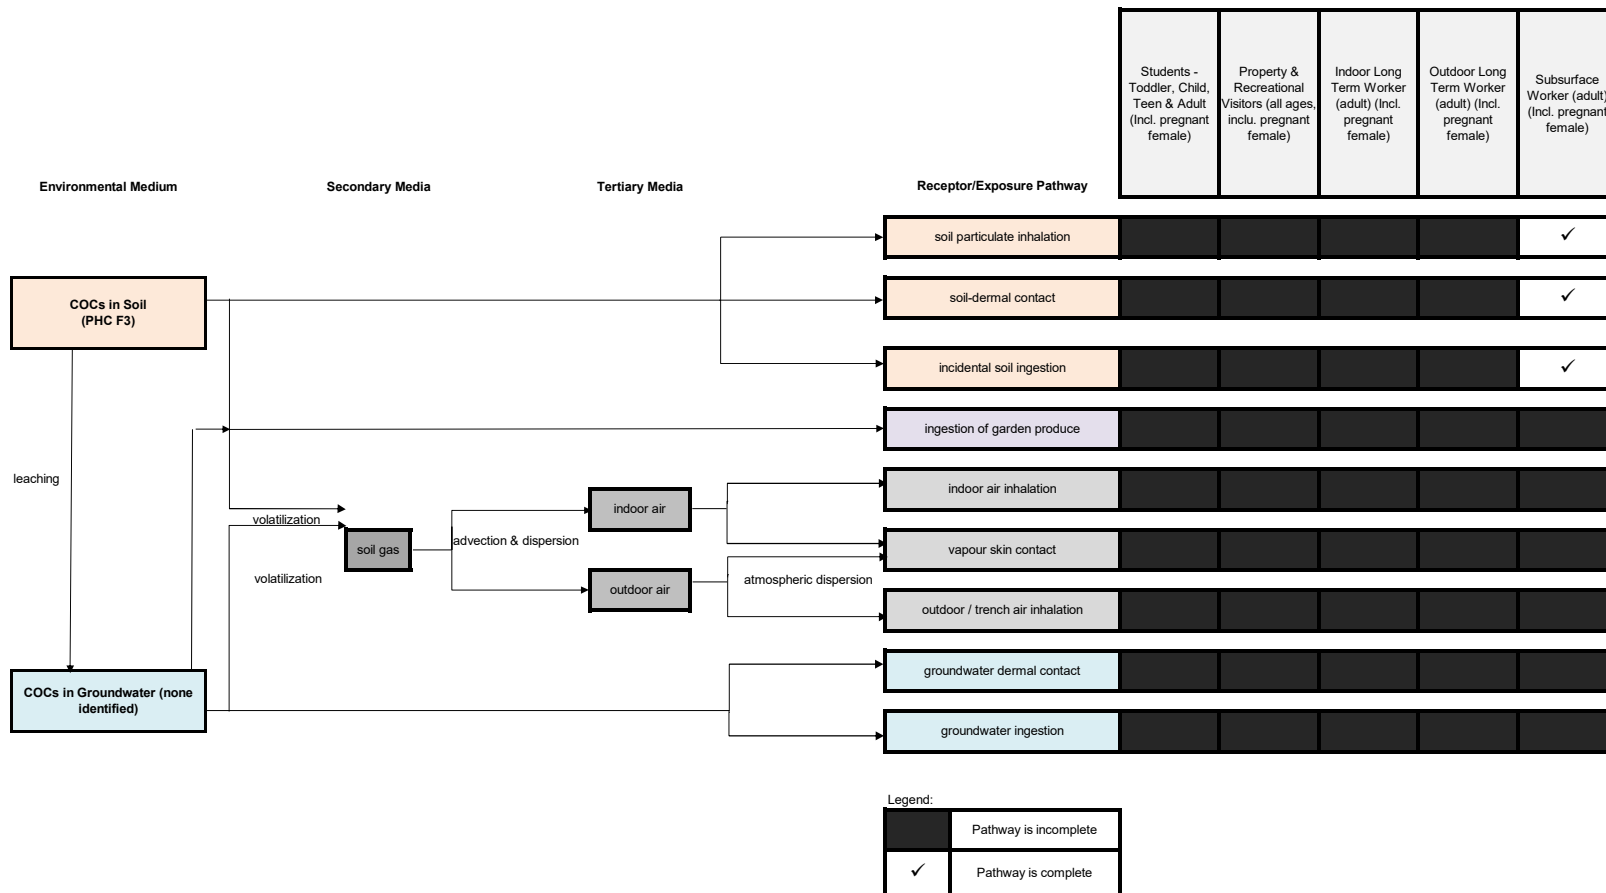 Students -
Toddler, Child,
Teen & Adult
(Incl. pregnant
female)
Property &
Recreational
Visitors (all ages,
inclu. pregnant
female)
Indoor Long
Term Worker
(adult) (Incl.
pregnant
female)
Outdoor Long
Term Worker
(adult) (Incl.
pregnant
female)
Subsurface
Worker (adult)
(Incl. pregnant
female)
Environmental Medium
Secondary Media
Tertiary Media
Receptor/Exposure Pathway
soil particulate inhalation
✓
COCs in Soil
(PHC F3)
soil-dermal contact
✓
incidental soil ingestion
✓
ingestion of garden produce
leaching
indoor air inhalation
indoor air
volatilization
soil gas
advection & dispersion
vapour skin contact
volatilization
outdoor air
atmospheric dispersion
outdoor / trench air inhalation
groundwater dermal contact
COCs in Groundwater (none
identified)
groundwater ingestion
Legend:
Pathway is incomplete
✓
Pathway is complete